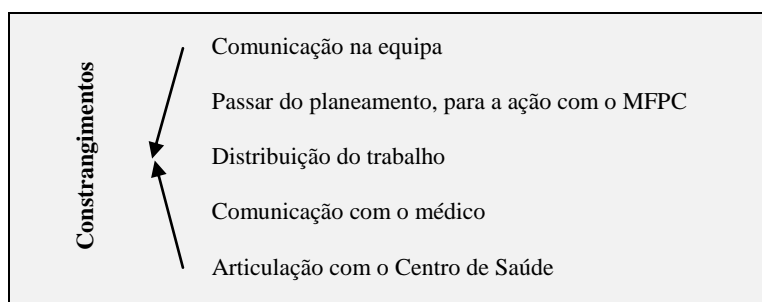 Constrangimentos
Comunicação na equipa
Passar do planeamento, para a ação com o MFPC
Distribuição do trabalho
Comunicação com o médico
Articulação com o Centro de Saúde